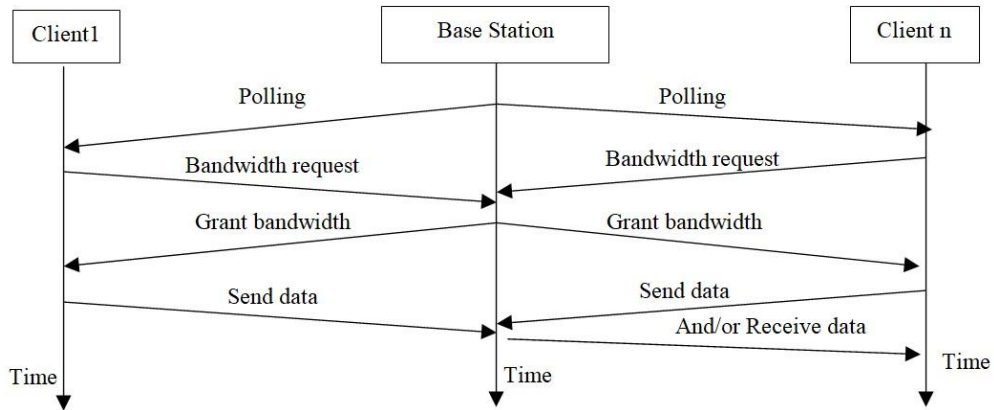 Client1
Base Station
Client n
Polling
Polling
Bandwidth request
Bandwidth request
Grant bandwidth
Grant bandwidth
Send data
Send data
And/or Receive data
Time
Time
Time